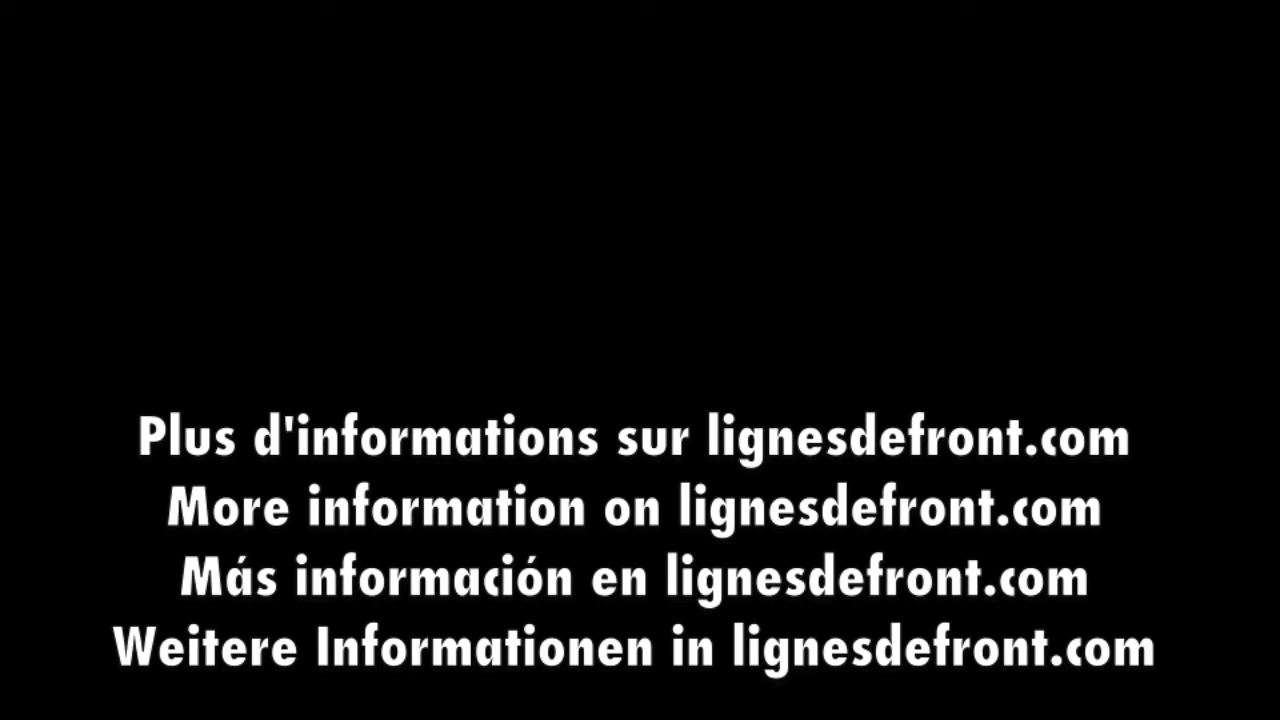 Plus d'informations sur lignesdefront.com
More information on lignesdefront.com
Más información en lignesdefront.com
Weitere Informationen in lignesdefront.com